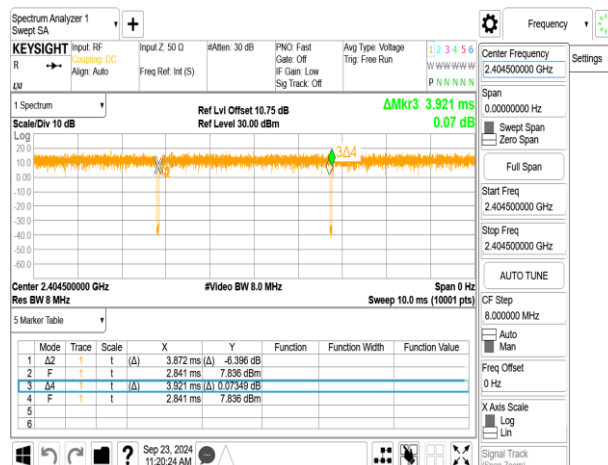 Spectrum Analyzer 1
Swept SA
Frequency
KEYSIGHT
R
LXI
Input: RF
Coupling: DC
Align: Auto
Input Z: 50 Ω
Freq Ref: Int (S)
#Atten: 30 dB
PNO: Fast
Gate: Off
IF Gain: Low
Sig Track: Off
Avg Type: Voltage
Trig: Free Run
1 2 3 4 5 6
W W W W W W
P N N N N N
1 Spectrum
Scale/Div 10 dB
Ref Lvl Offset 10.75 dB
Ref Level 30.00 dBm
ΔMkr3 3.921 ms
0.07 dB
Log
20.0
10.0
0.00
-10.0
-20.0
-30.0
-40.0
-50.0
-60.0
3Δ4
Center 2.404500000 GHz
Res BW 8 MHz
#Video BW 8.0 MHz
Span 0 Hz
Sweep 10.0 ms (10001 pts)
5 Marker Table
Mode Trace Scale X Y Function Function Width Function Value
1 Δ2 1 t (Δ) 3.872 ms (Δ) -6.396 dB
2 F 1 t 2.841 ms 7.836 dBm
3 Δ4 1 t (Δ) 3.921 ms (Δ) 0.07349 dB
4 F 1 t 2.841 ms 7.836 dBm
5
6
?
Sep 23, 2024
11:20:24 AM
Center Frequency
2.404500000 GHz
Settings
Span
0.00000000 Hz
Swept Span
Zero Span
Full Span
Start Freq
2.404500000 GHz
Stop Freq
2.404500000 GHz
AUTO TUNE
CF Step
8.000000 MHz
Auto
Man
Freq Offset
0 Hz
X Axis Scale
Log
Lin
Signal Track
(Span Zoom)